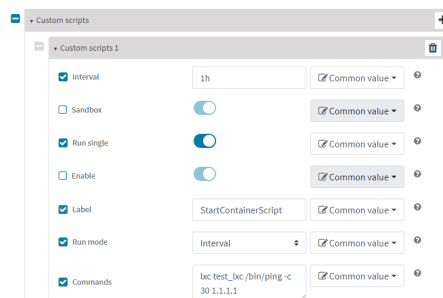 Custom scripts
Custom scripts 1
Interval 1h Common value
Sandbox Common value
Run single Common value
Enable Common value
Label StartContainerScript Common value
Run mode Interval Common value
Commands lxc test_lxc /bin/ping -c Common value
30 1.1.1.1